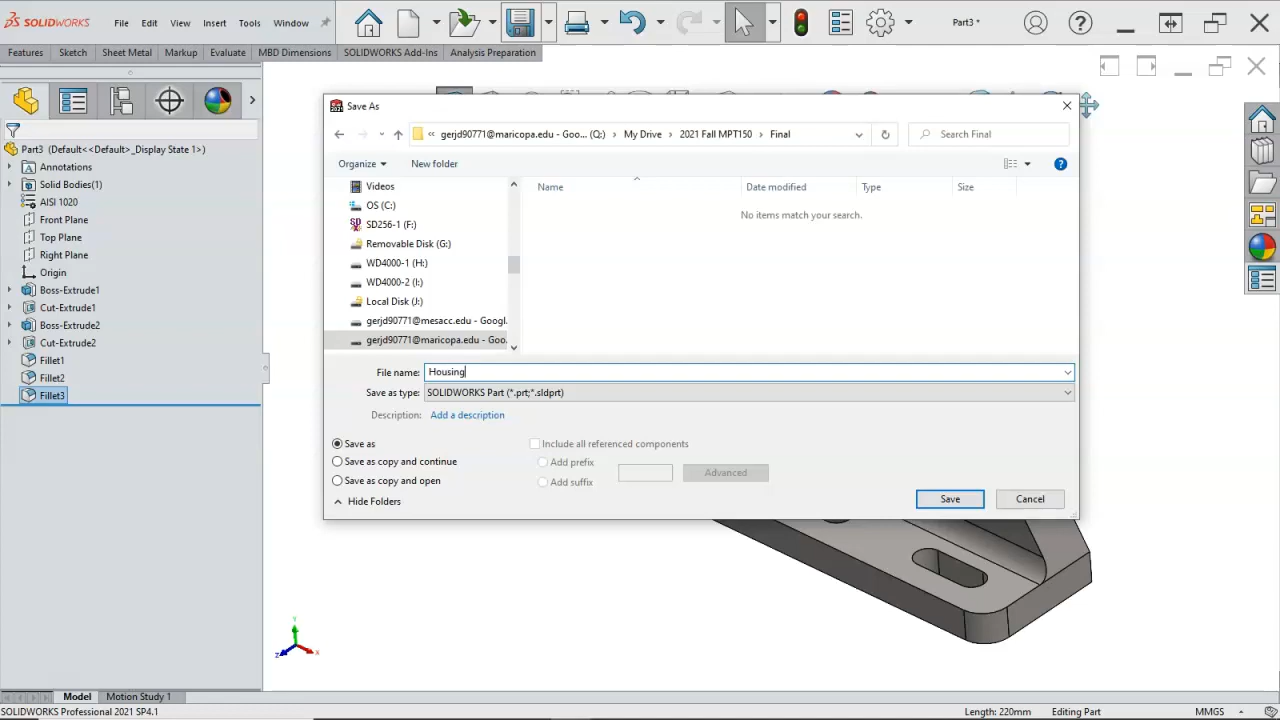 SOLIDWORKS File Edit View Insert Tools Window Part3 *
Features Sketch Sheet Metal Markup Evaluate MBD Dimensions SOLIDWORKS Add-Ins Analysis Preparation
Part3 (Default<<Default>_Display State 1>)
Annotations
Solid Bodies(1)
AISI 1020
Front Plane
Top Plane
Right Plane
Origin
Boss-Extrude1
Cut-Extrude1
Boss-Extrude2
Cut-Extrude2
Fillet1
Fillet2
Fillet3
Save As
« gerjd90771@maricopa.edu - Goo... (Q:) › My Drive › 2021 Fall MPT150 › Final
Search Final
Organize New folder
Videos
OS (C:)
SD256-1 (F:)
Removable Disk (G:)
WD4000-1 (H:)
WD4000-2 (I:)
Local Disk (J:)
gerjd90771@mesacc.edu - Googl.
gerjd90771@maricopa.edu - Goo.
Name Date modified Type Size
No items match your search.
File name: Housing
Save as type: SOLIDWORKS Part (*.prt;*.sldprt)
Description: Add a description
Save as
Save as copy and continue
Save as copy and open
Include all referenced components
Add prefix
Add suffix
Advanced
Hide Folders
Save Cancel
Y
Z X
Model Motion Study 1
SOLIDWORKS Professional 2021 SP4.1 Length: 220mm Editing Part MMGS